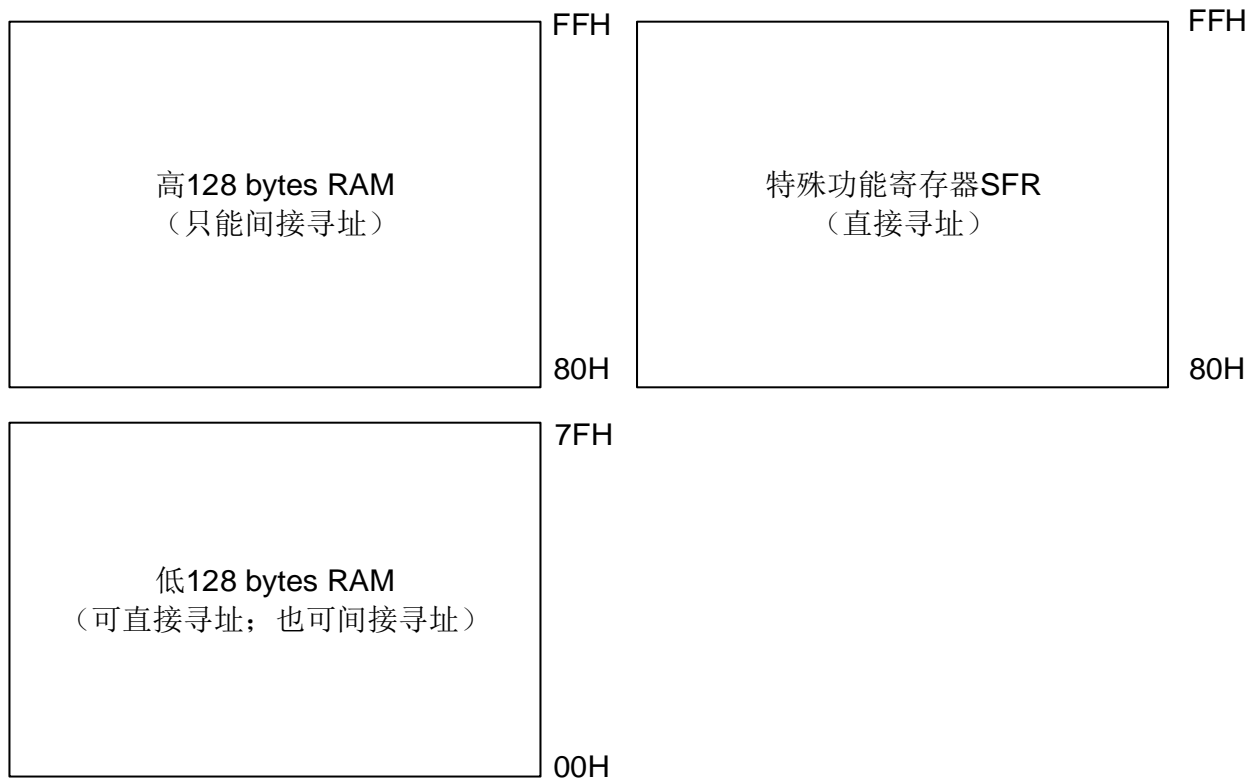 FFH
高128 bytes RAM
（只能间接寻址）
80H
FFH
特殊功能寄存器SFR
（直接寻址）
80H
7FH
低128 bytes RAM
（可直接寻址；也可间接寻址）
00H